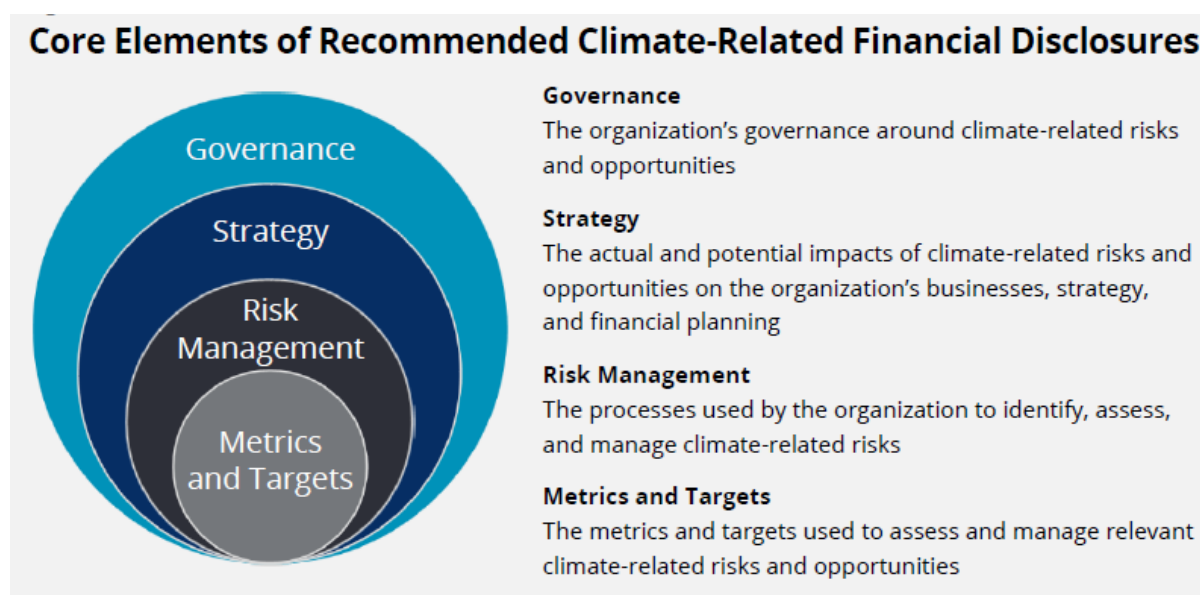 Core Elements of Recommended Climate-Related Financial Disclosures
Governance
Strategy
Risk
Management
Metrics
and Targets
Governance
The organization’s governance around climate-related risks
and opportunities
Strategy
The actual and potential impacts of climate-related risks and
opportunities on the organization’s businesses, strategy,
and financial planning
Risk Management
The processes used by the organization to identify, assess,
and manage climate-related risks
Metrics and Targets
The metrics and targets used to assess and manage relevant
climate-related risks and opportunities